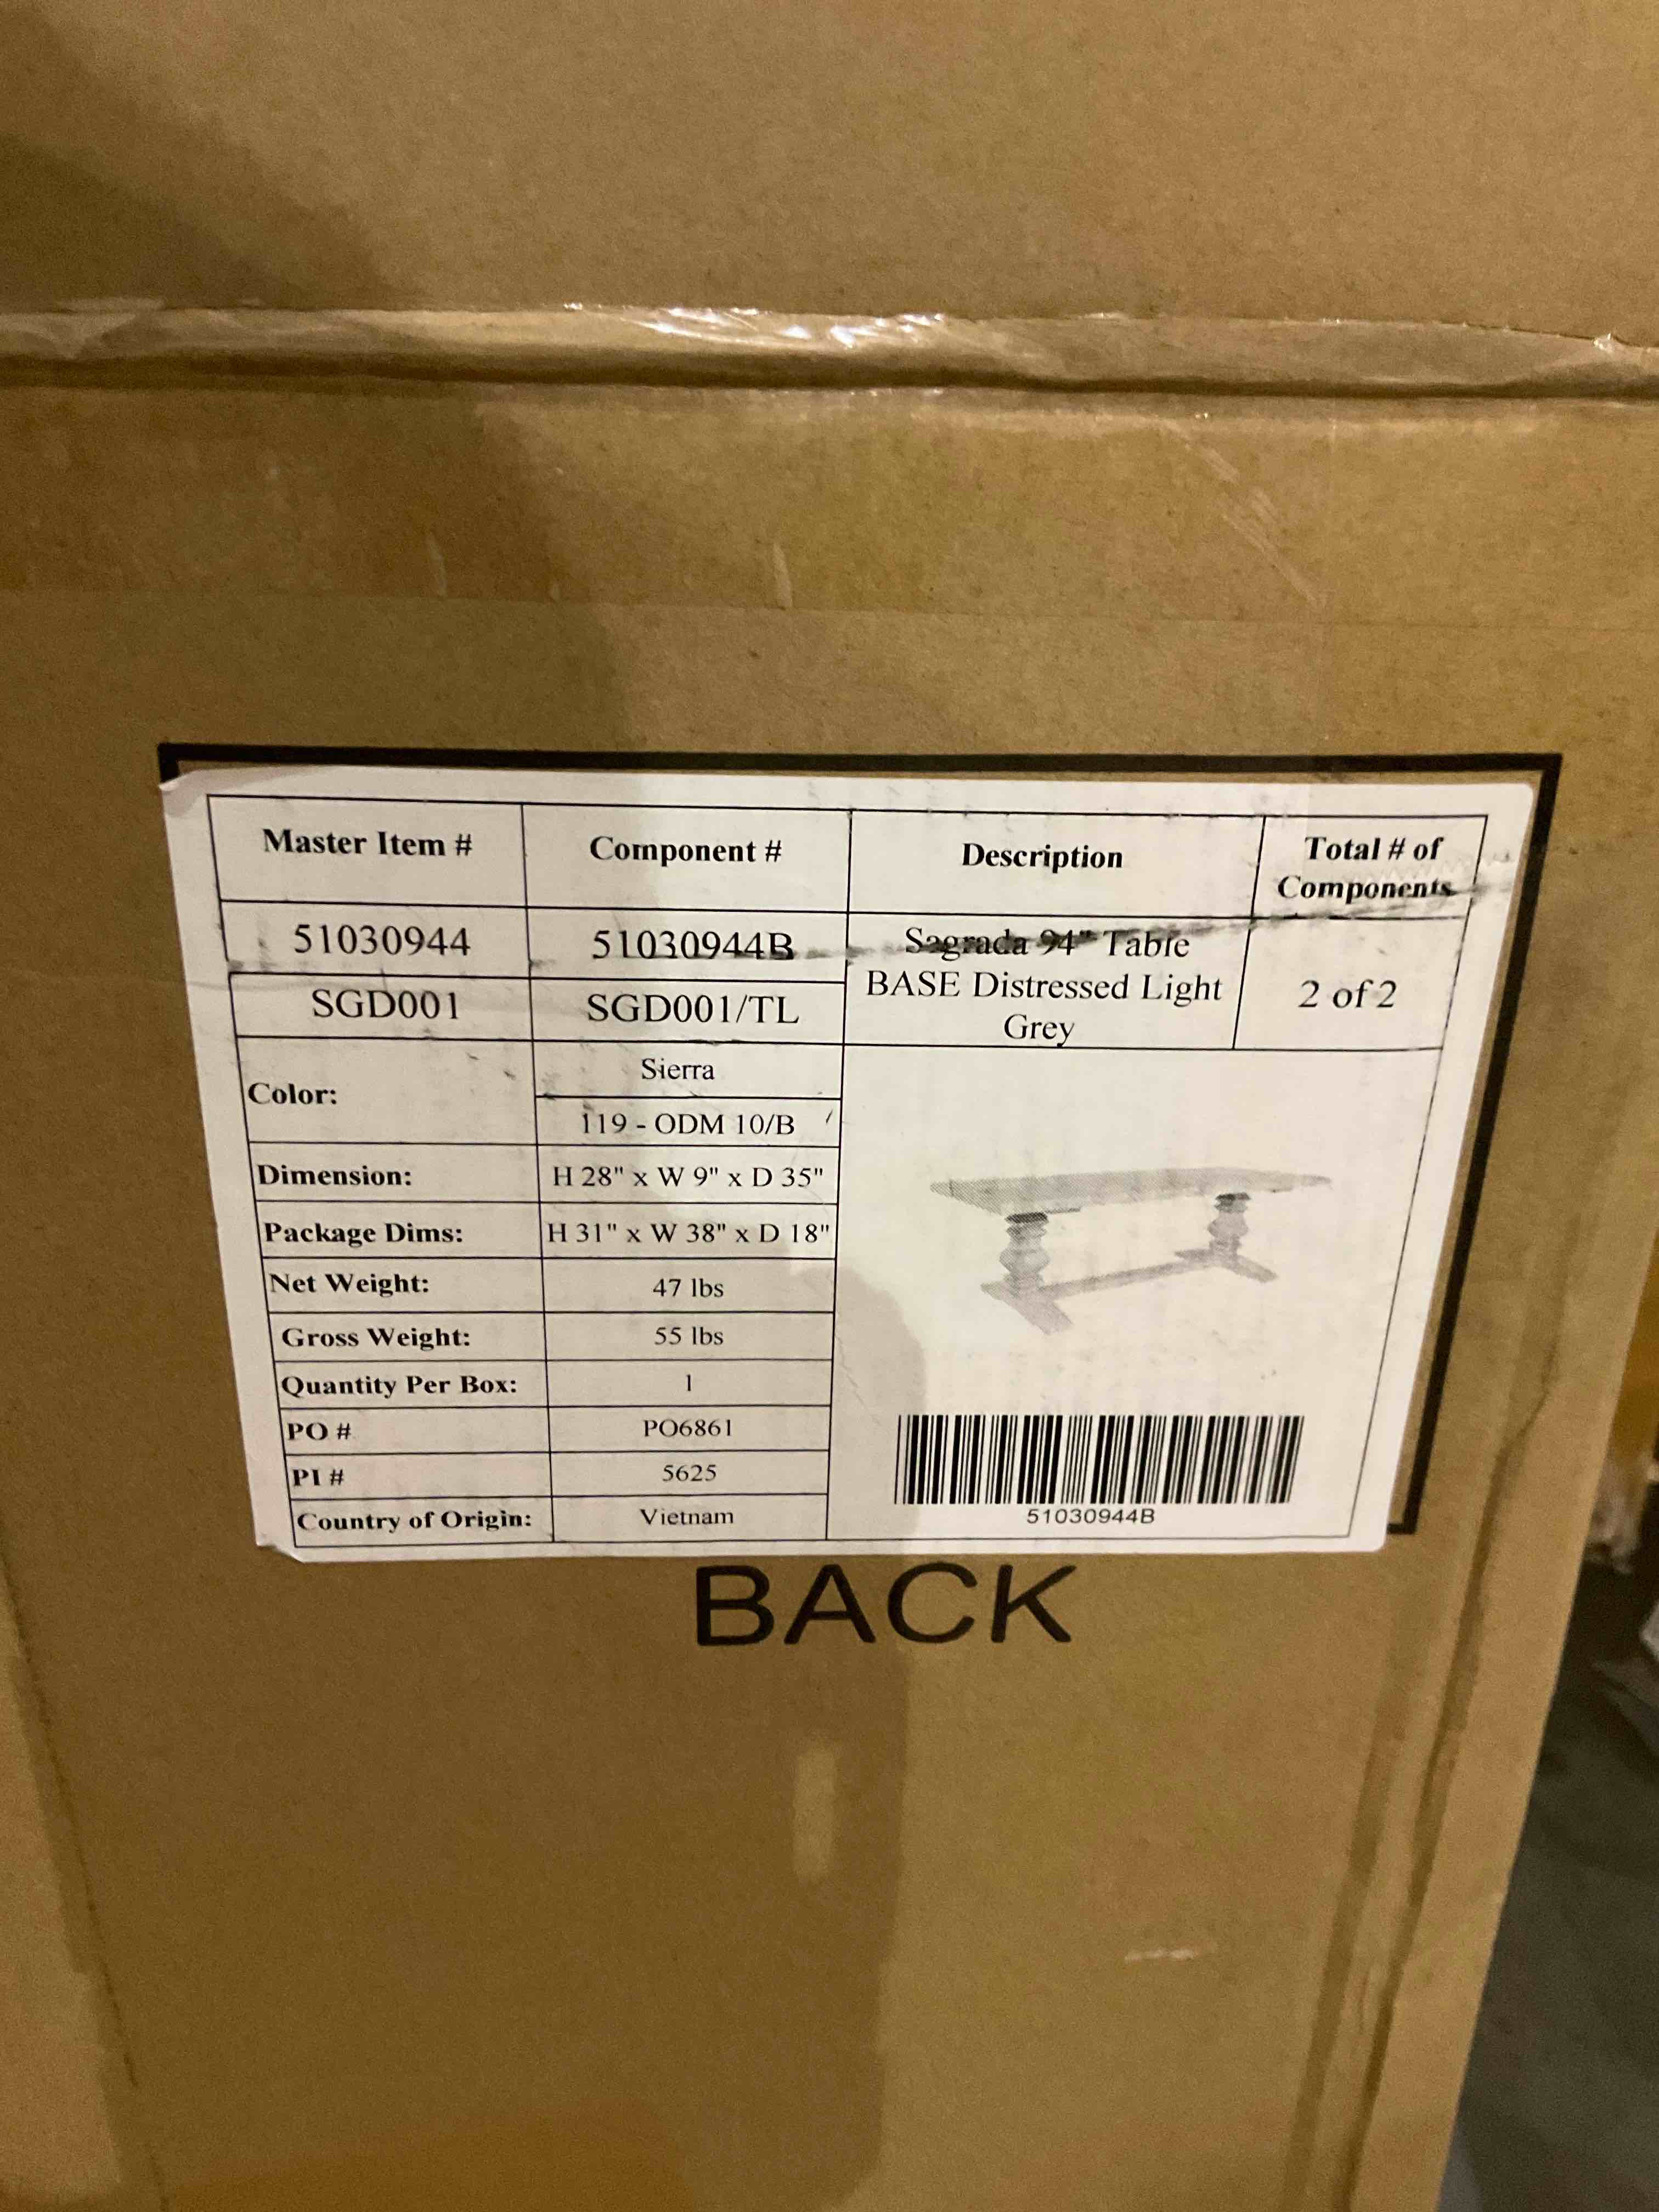 Master Item # Component # Description Total # of
Components
51030944 51030944B Sagrada 94" Table
BASE Distressed Light
Grey
2 of 2
SGD001 SGD001/TL
Color: Sierra
119 - ODM 10/B
Dimension: H 28" x W 9" x D 35"
Package Dims: H 31" x W 38" x D 18"
Net Weight: 47 lbs
Gross Weight: 55 lbs
Quantity Per Box: 1
PO # PO6861
PI # 5625
Country of Origin: Vietnam
51030944B
BACK